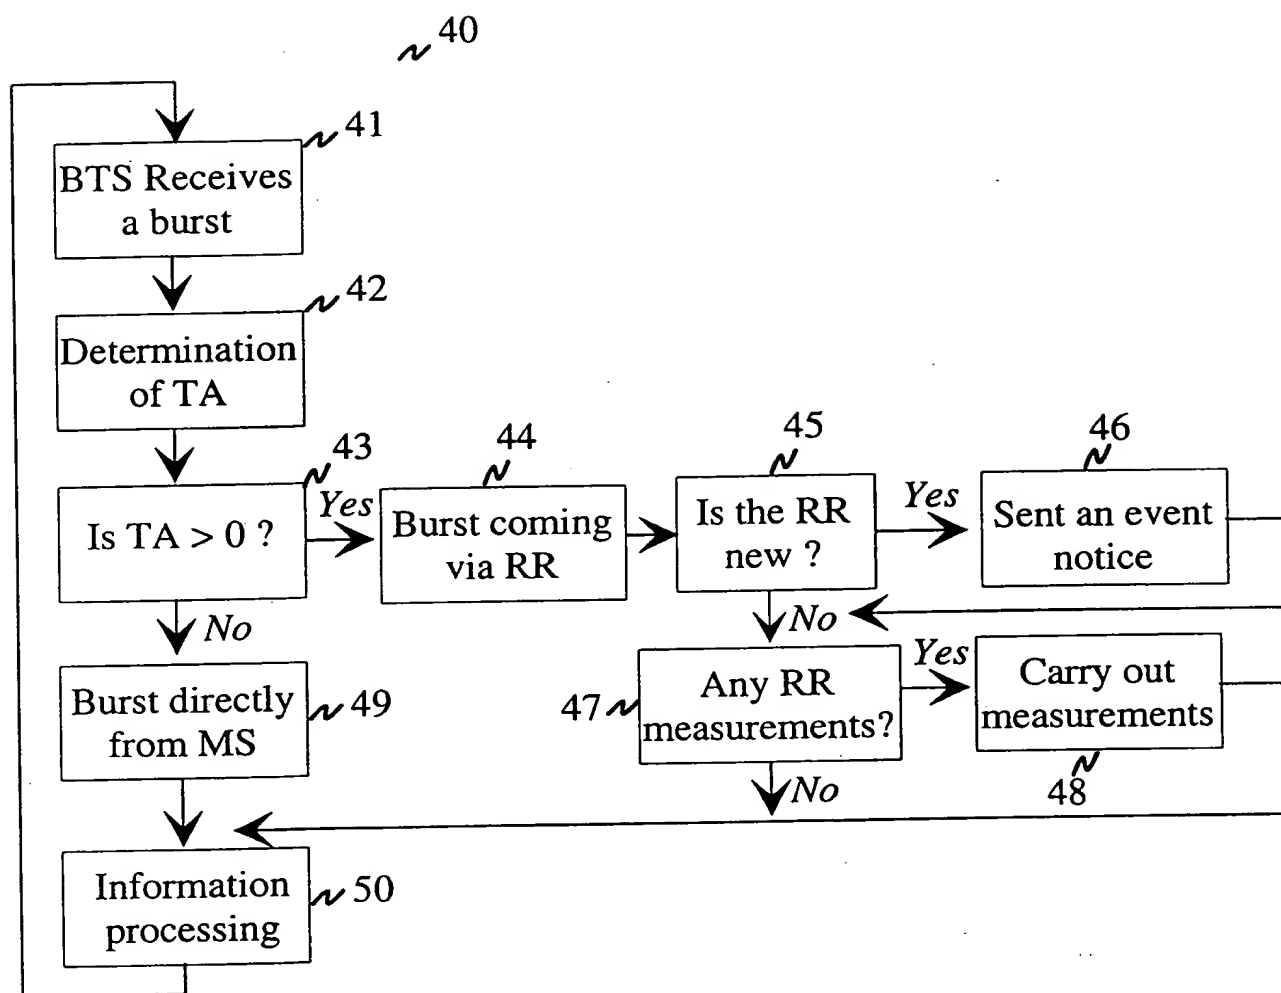 40
41
BTS Receives
a burst
42
Determination
of TA
43
Is TA > 0 ?
Yes
44
Burst coming
via RR
45
Is the RR
new ?
Yes
46
Sent an event
notice
No
No
49
Burst directly
from MS
47
Any RR
measurements?
Yes
Carry out
measurements
48
No
50
Information
processing